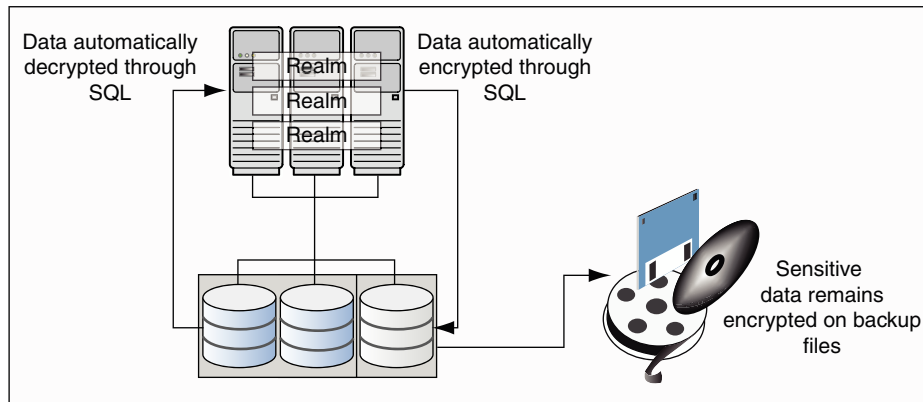 Data automatically
decrypted through
SQL
Realm
Realm
Realm
Data automatically
encrypted through
SQL
Sensitive
data remains
encrypted on backup
files